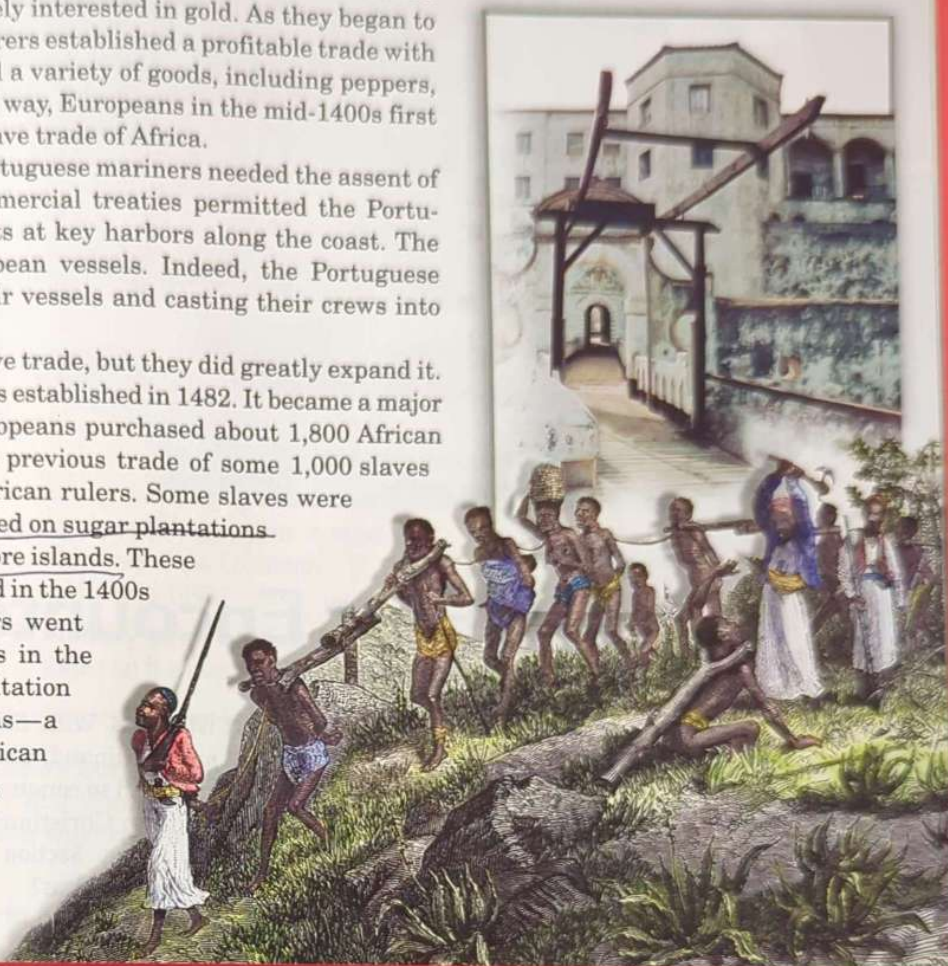 ly interested in gold. As they began to
ers established a profitable trade with
a variety of goods, including peppers,
way, Europeans in the mid-1400s first
ve trade of Africa.
tuguese mariners needed the assent of
mercial treaties permitted the Portu-
s at key harbors along the coast. The
pean vessels. Indeed, the Portuguese
r vessels and casting their crews into
e trade, but they did greatly expand it.
s established in 1482. It became a major
opeans purchased about 1,800 African
previous trade of some 1,000 slaves
rican rulers. Some slaves were
ed on sugar plantations
re islands. These
d in the 1400s
s went
s in the
tation
s—a
ican